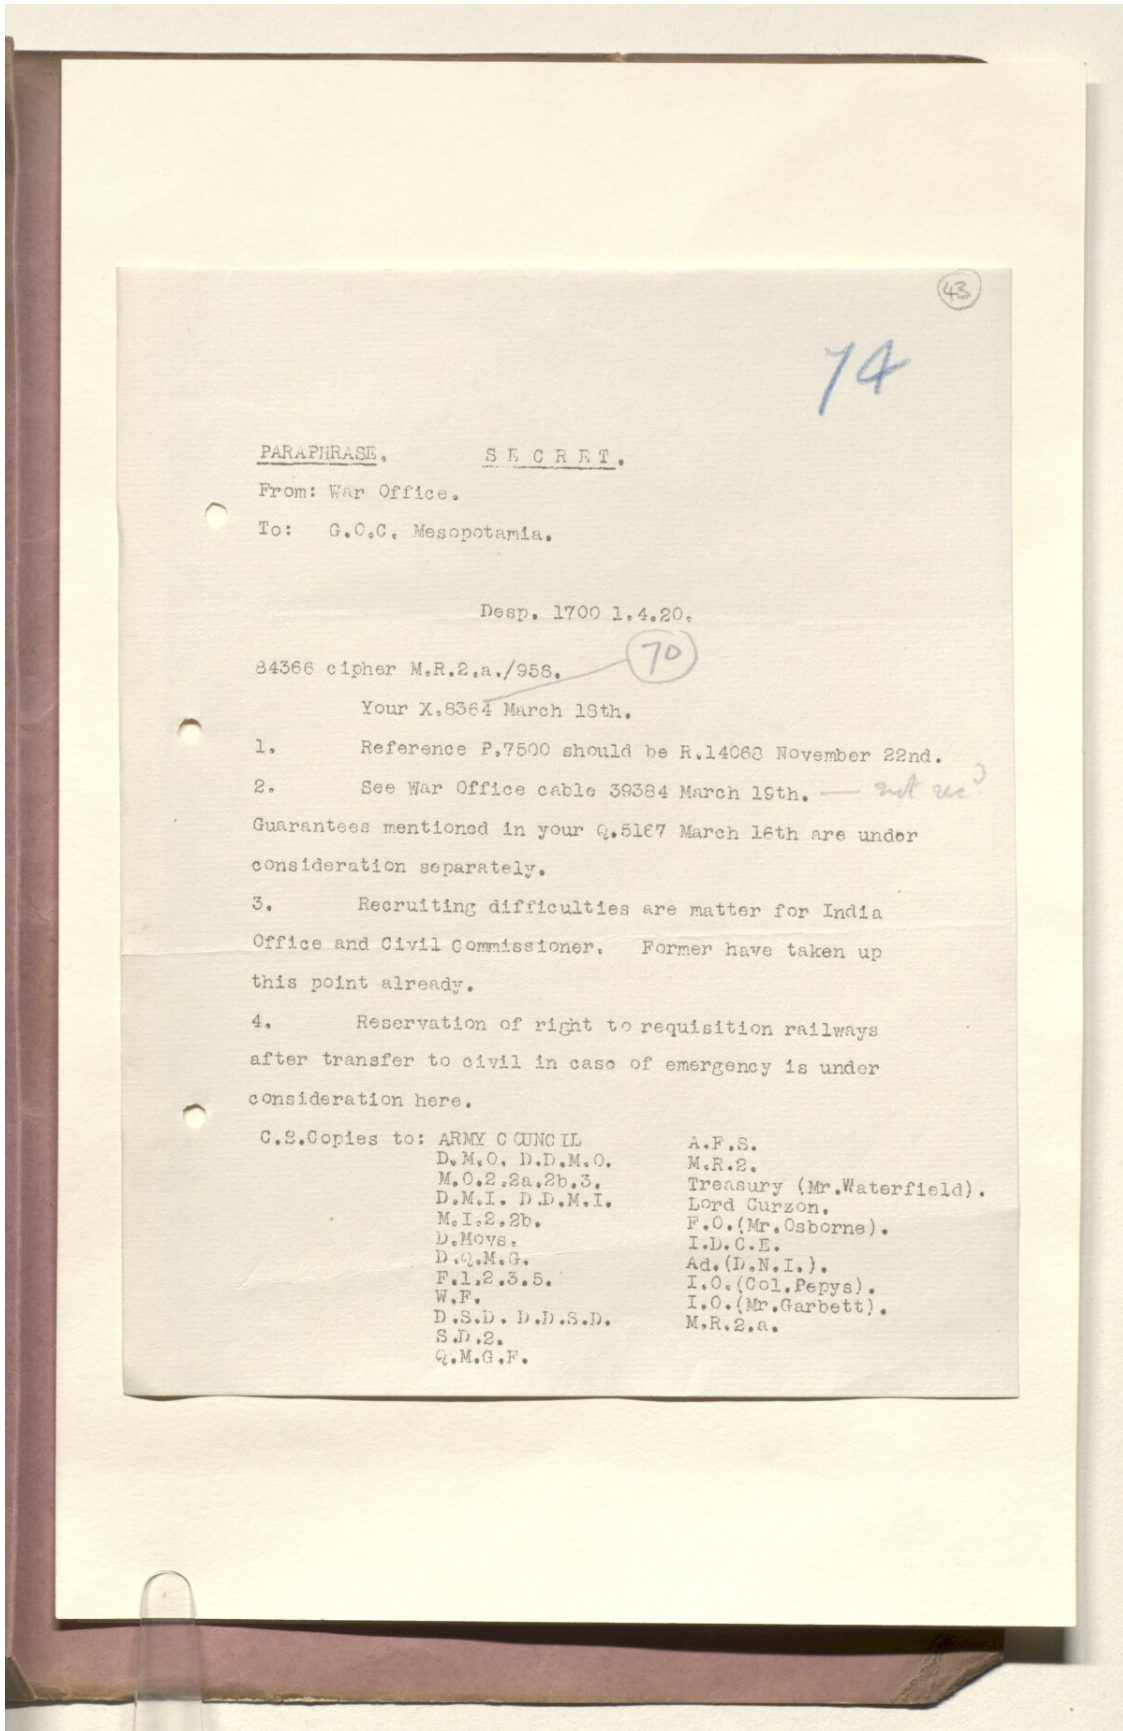 43
74
PARAPHRASE. SECRET.
From: War Office.
To: G.O.C. Mesopotamia.
Desp. 1700 1.4.20.
70
84366 cipher M.R.2.a./958.
Your X.8364 March 18th.
1. Reference P.7500 should be R.14068 November 22nd.
2. See War Office cable 39384 March 19th. — not rec^d
Guarantees mentioned in your Q.5167 March 16th are under
consideration separately.
3. Recruiting difficulties are matter for India
Office and Civil Commissioner. Former have taken up
this point already.
4. Reservation of right to requisition railways
after transfer to civil in case of emergency is under
consideration here.
C.2.Copies to: ARMY COUNCIL
D.M.O. D.D.M.O.
M.O.2.2a.2b.3.
D.M.I. D.D.M.I.
M.I.2.2b.
D.Movs.
D.Q.M.G.
F.1.2.3.5.
W.F.
D.S.D. D.D.S.D.
S.D.2.
Q.M.G.F.
A.F.S.
M.R.2.
Treasury (Mr.Waterfield).
Lord Curzon.
F.O.(Mr.Osborne).
I.D.C.E.
Ad.(D.N.I.).
I.O.(Col.Pepys).
I.O.(Mr.Garbett).
M.R.2.a.